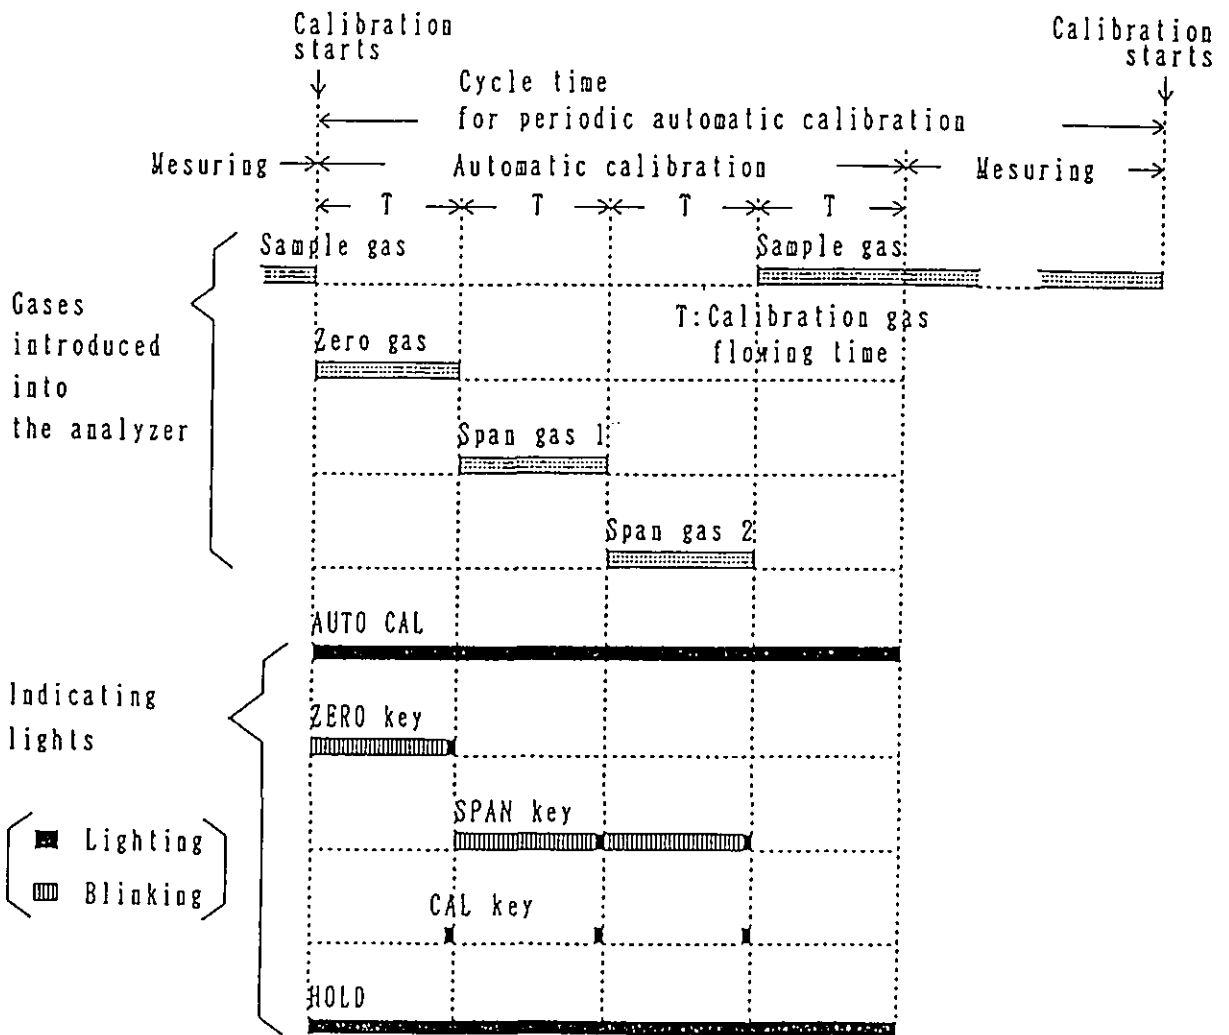 Calibration
starts
Calibration
starts
Cycle time
for periodic automatic calibration
Mesuring
Automatic calibration
Mesuring
T
T
T
T
Sample gas
Sample gas
Gases
introduced
into
the analyzer
T:Calibration gas
flowing time
Zero gas
Span gas 1
Span gas 2
AUTO CAL
Indicating
lights
ZERO key
SPAN key
Lighting
Blinking
CAL key
HOLD